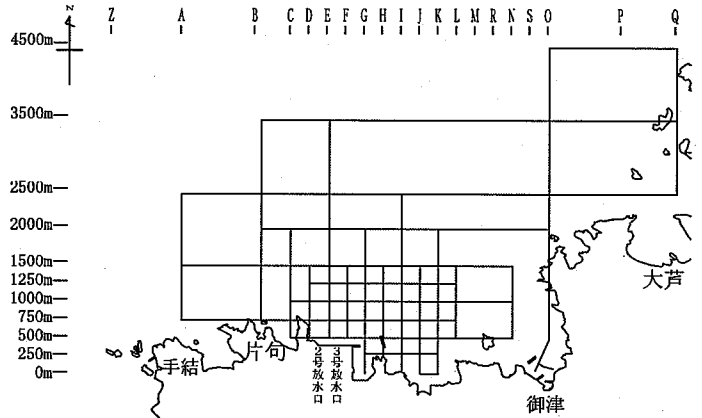 N
Z A B C D E F G H I J K L M R N S O P Q
4500m
3500m
2500m
2000m
1500m
1250m
1000m
750m
500m
250m
0m
大芦
手結
片句
2号放水口
3号放水口
御津